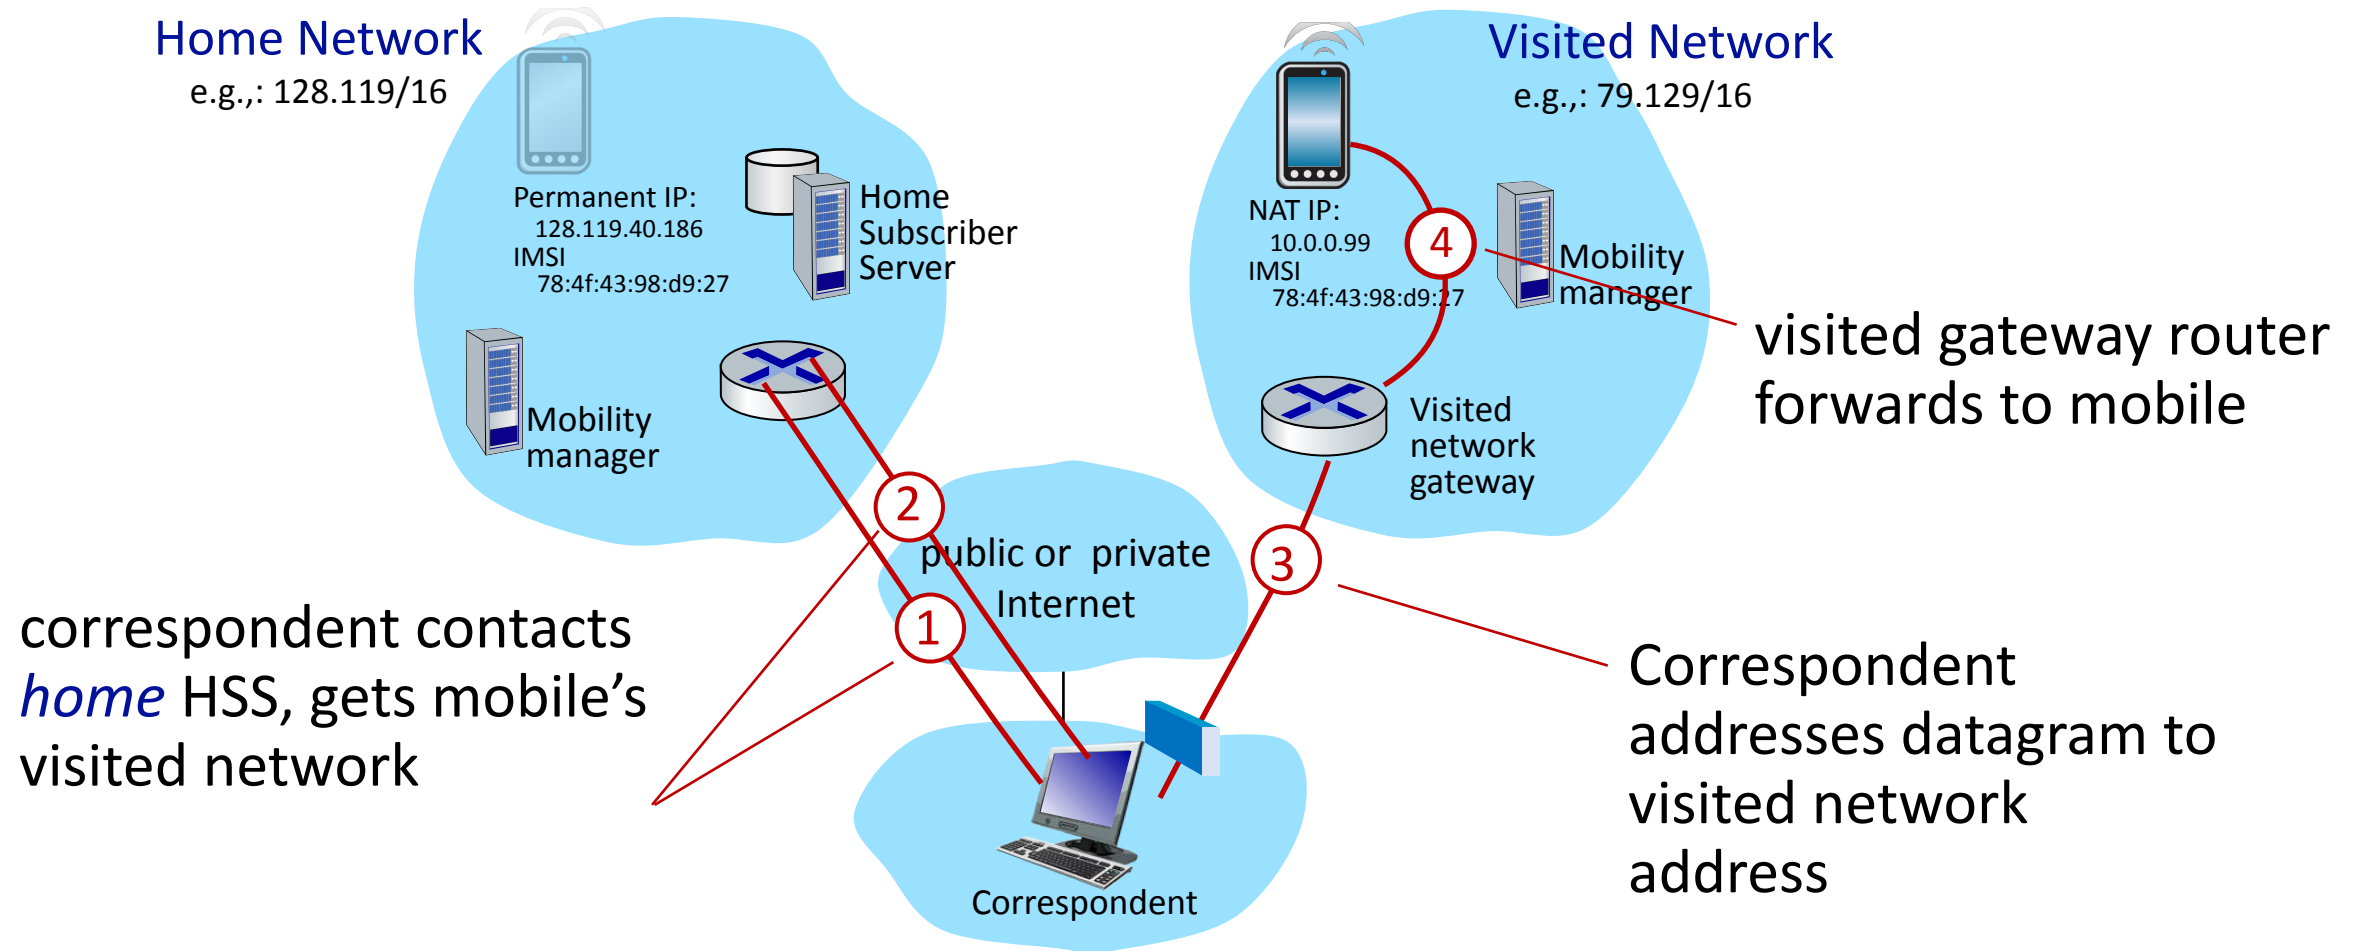 Home Network
e.g.,: 128.119/16
Permanent IP:
128.119.40.186
IMSI
78:4f:43:98:d9:27
Home
Subscriber
Server
Mobility
manager
Visited Network
e.g.,: 79.129/16
NAT IP:
10.0.0.99
IMSI
78:4f:43:98:d9:27
4
Mobility
manager
Visited
network
gateway
visited gateway router
forwards to mobile
2
public or private
Internet
3
1
correspondent contacts
home HSS, gets mobile’s
visited network
Correspondent
addresses datagram to
visited network
address
Correspondent